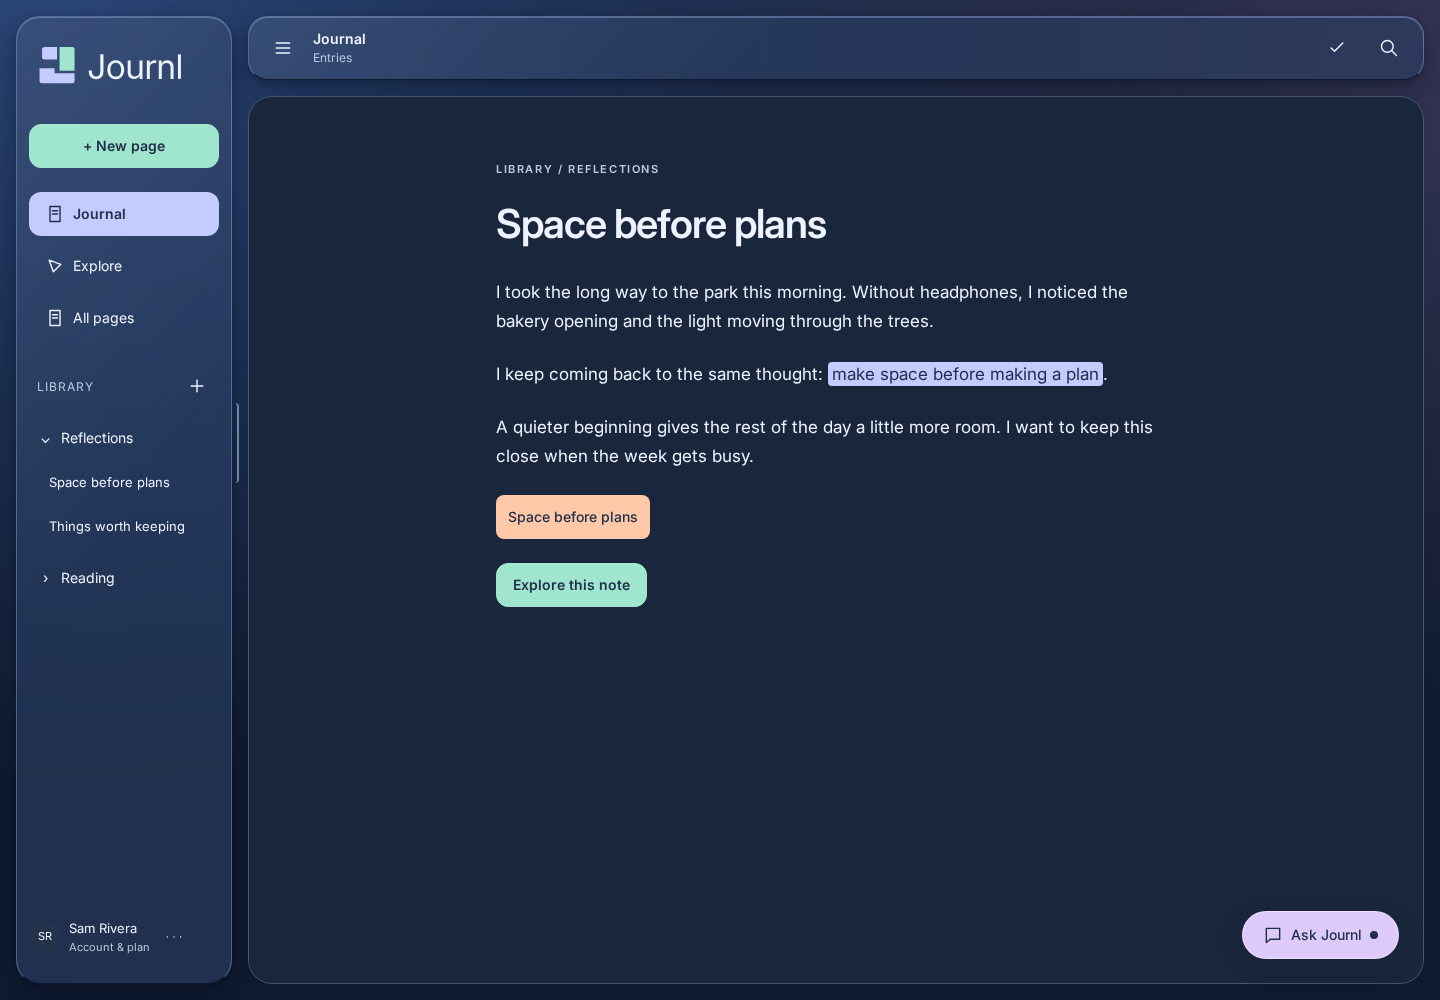 Journl
+ New page
Journal
Explore
All pages
LIBRARY
Reflections
Space before plans
Things worth keeping
Reading
SR
Sam Rivera
Account & plan
Journal
Entries
LIBRARY / REFLECTIONS
Space before plans
I took the long way to the park this morning. Without headphones, I noticed the
bakery opening and the light moving through the trees.
I keep coming back to the same thought: make space before making a plan.
A quieter beginning gives the rest of the day a little more room. I want to keep this
close when the week gets busy.
Space before plans
Explore this note
Ask Journl